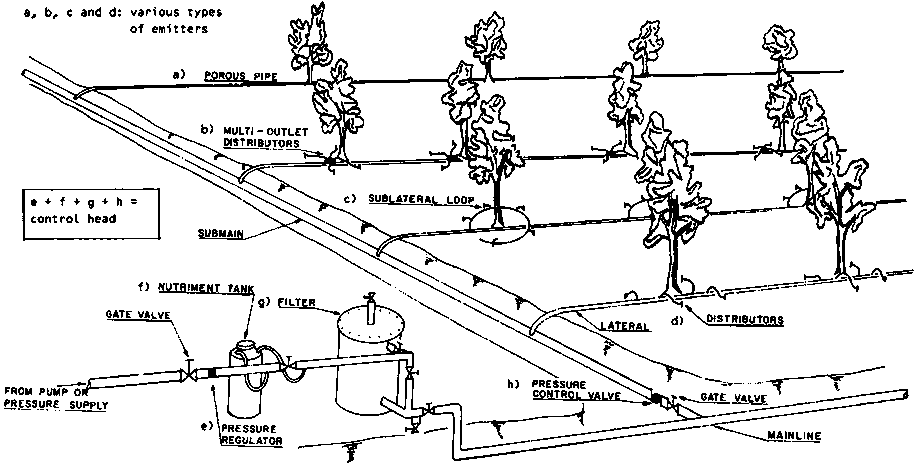 a, b, c and d: various types
of emitters
a) POROUS PIPE
b) MULTI-OUTLET
DISTRIBUTORS
c) SUBLATERAL LOOP
e + f + g + h =
control head
SUBMAIN
f) NUTRIMENT TANK
g) FILTER
GATE VALVE
LATERAL
d) DISTRIBUTORS
FROM PUMP OR
PRESSURE SUPPLY
h) PRESSURE
CONTROL VALVE
GATE VALVE
e) PRESSURE
REGULATOR
MAINLINE